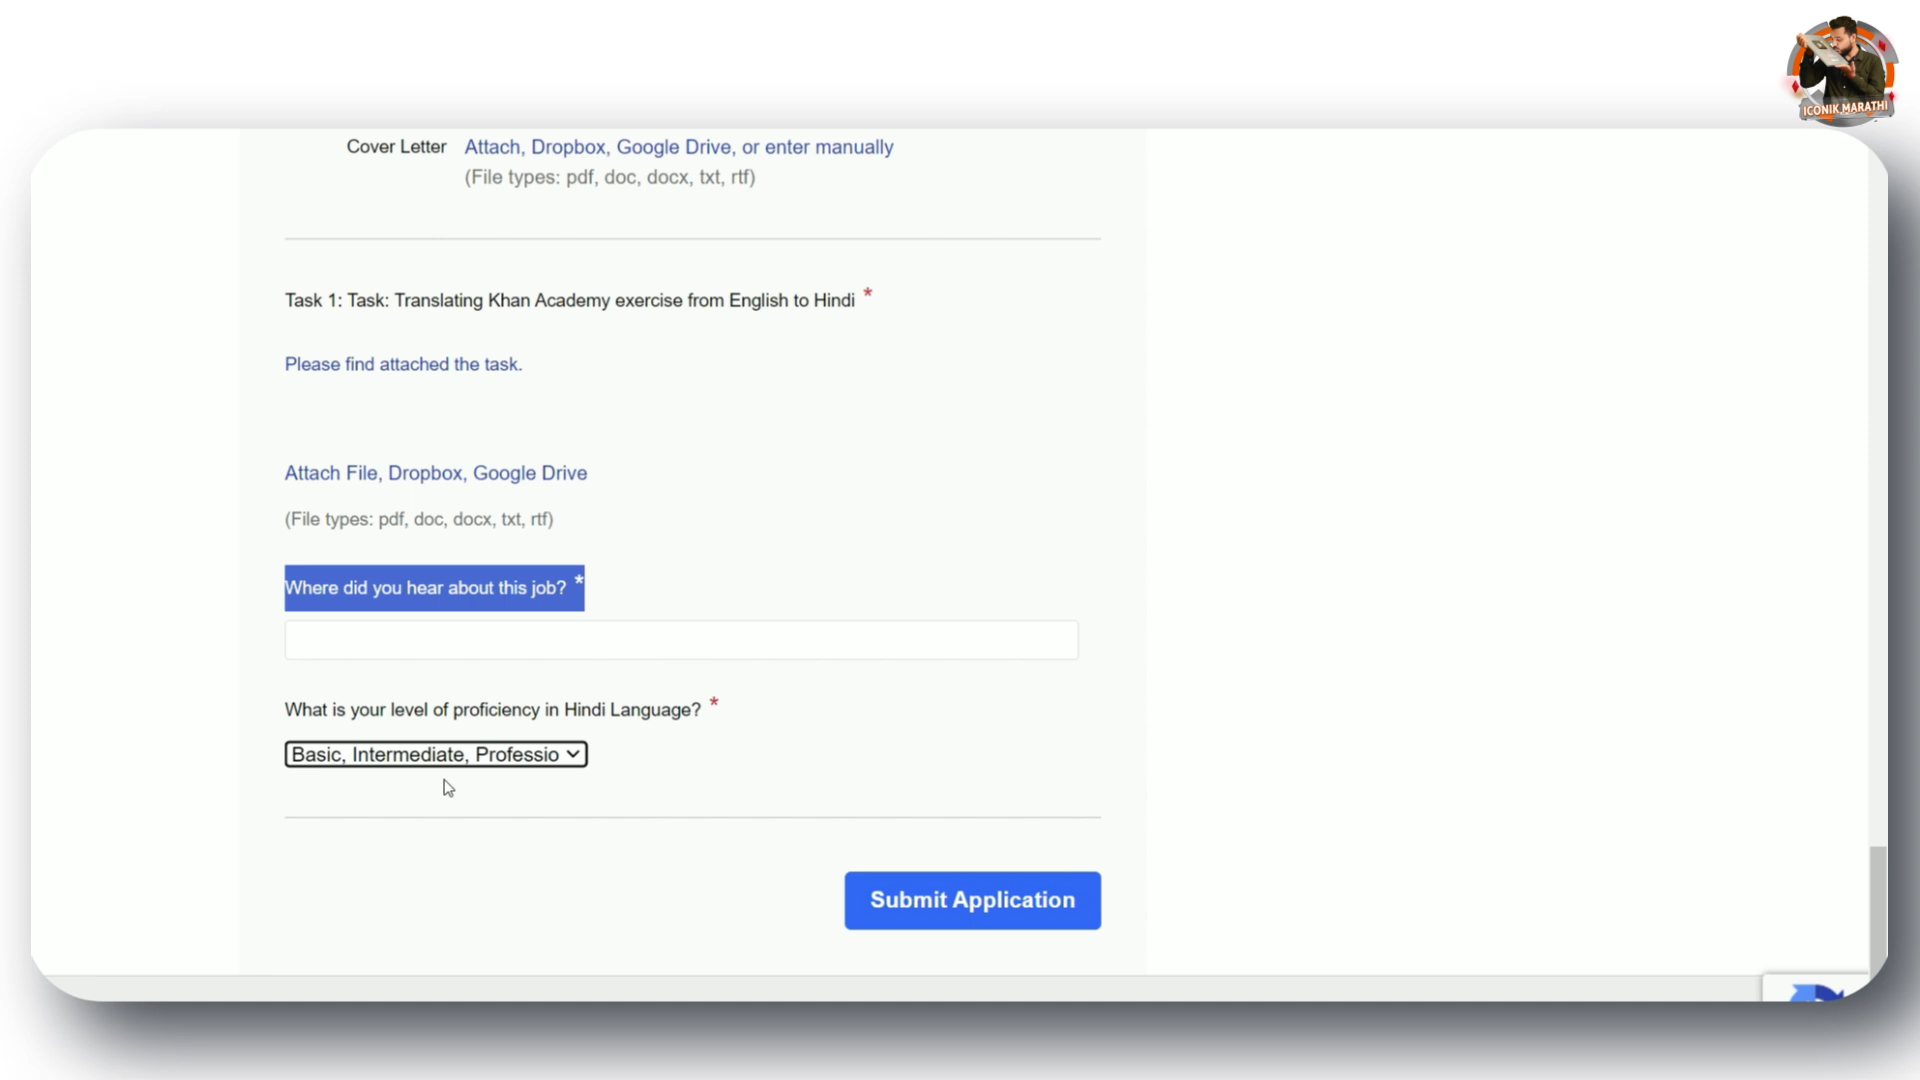 ICONIK MARATHI
Cover Letter Attach, Dropbox, Google Drive, or enter manually
(File types: pdf, doc, docx, txt, rtf)
Task 1: Task: Translating Khan Academy exercise from English to Hindi *
Please find attached the task.
Attach File, Dropbox, Google Drive
(File types: pdf, doc, docx, txt, rtf)
Where did you hear about this job? *
What is your level of proficiency in Hindi Language? *
Basic, Intermediate, Professio
Submit Application